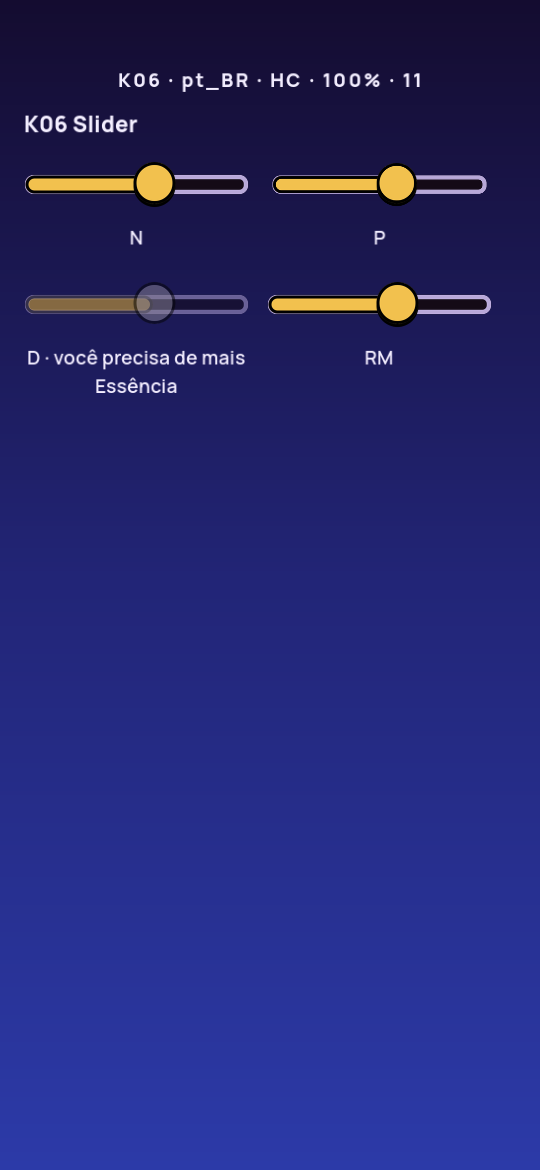 K06 · pt_BR · HC · 100% · 11
K06 Slider
N
P
D · você precisa de mais
Essência
RM